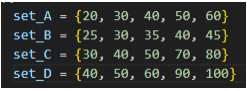 set_A = {20, 30, 40, 50, 60}
set_B = {25, 30, 35, 40, 45}
set_C = {30, 40, 50, 70, 80}
set_D = {40, 50, 60, 90, 100}